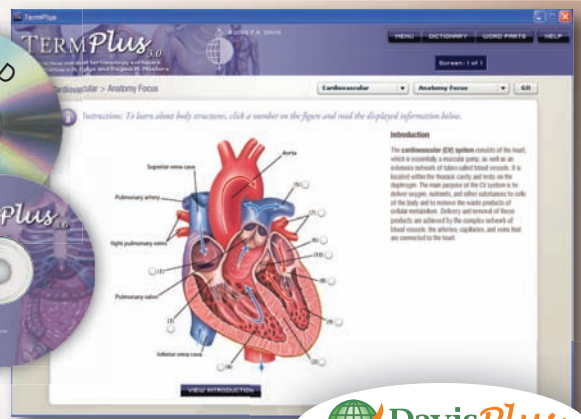 TermPlus
TERMPlus 3.0
© 2009 F.A. DAVIS
MENU DICTIONARY WORD PARTS HELP
Screen: 1 of 1
Cardiovascular > Anatomy Focus
Cardiovascular
Anatomy Focus
GO
Instructions: To learn about body structures, click a number on the figure and read the displayed information below.
Introduction
The cardiovascular (CV) system consists of the heart,
which is essentially a muscular pump, as well as an
extensive network of tubes called blood vessels. It is
located within the thoracic cavity and rests on the
diaphragm. The main purpose of the CV system is to
deliver oxygen, nutrients, and other substances to cells
of the body and to remove the waste products of
cellular metabolism. Delivery and removal of these
products are achieved by the complex network of
blood vessels: the arteries, capillaries, and veins that
are connected to the heart.
Aorta
Superior vena cava
Pulmonary artery
Right pulmonary veins
Pulmonary valve
Inferior vena cava
VIEW INTRODUCTION
Plus 3.0
DavisPlus